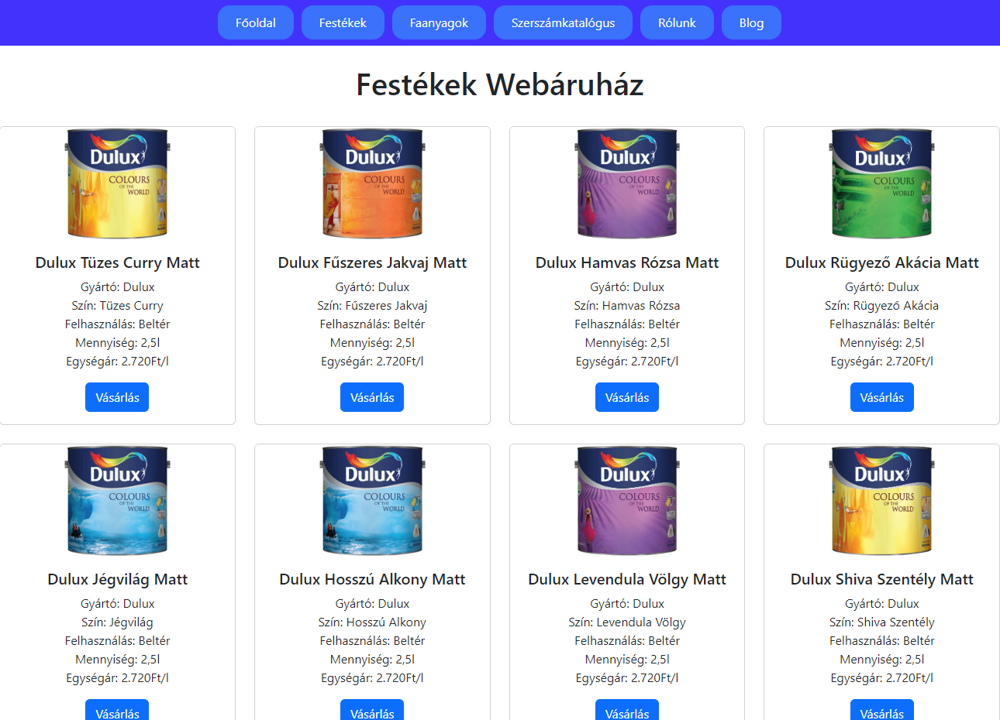 Főoldal Festékek Faanyagok Szerszámkatalógus Rólunk Blog
Festékek Webáruház
Dulux
COLOURS
OF THE
WORLD
Dulux Tüzes Curry Matt
Gyártó: Dulux
Szín: Tüzes Curry
Felhasználás: Beltér
Mennyiség: 2,5l
Egységár: 2.720Ft/l
Vásárlás
Dulux
COLOURS
OF THE
WORLD
Dulux Fűszeres Jakvaj Matt
Gyártó: Dulux
Szín: Fűszeres Jakvaj
Felhasználás: Beltér
Mennyiség: 2,5l
Egységár: 2.720Ft/l
Vásárlás
Dulux
COLOURS
OF THE
WORLD
Dulux Hamvas Rózsa Matt
Gyártó: Dulux
Szín: Hamvas Rózsa
Felhasználás: Beltér
Mennyiség: 2,5l
Egységár: 2.720Ft/l
Vásárlás
Dulux
COLOURS
OF THE
WORLD
Dulux Rügyező Akácia Matt
Gyártó: Dulux
Szín: Rügyező Akácia
Felhasználás: Beltér
Mennyiség: 2,5l
Egységár: 2.720Ft/l
Vásárlás
Dulux
COLOURS
OF THE
WORLD
Dulux Jégvilág Matt
Gyártó: Dulux
Szín: Jégvilág
Felhasználás: Beltér
Mennyiség: 2,5l
Egységár: 2.720Ft/l
Vásárlás
Dulux
COLOURS
OF THE
WORLD
Dulux Hosszú Alkony Matt
Gyártó: Dulux
Szín: Hosszú Alkony
Felhasználás: Beltér
Mennyiség: 2,5l
Egységár: 2.720Ft/l
Vásárlás
Dulux
COLOURS
OF THE
WORLD
Dulux Levendula Völgy Matt
Gyártó: Dulux
Szín: Levendula Völgy
Felhasználás: Beltér
Mennyiség: 2,5l
Egységár: 2.720Ft/l
Vásárlás
Dulux
COLOURS
OF THE
WORLD
Dulux Shiva Szentély Matt
Gyártó: Dulux
Szín: Shiva Szentély
Felhasználás: Beltér
Mennyiség: 2,5l
Egységár: 2.720Ft/l
Vásárlás